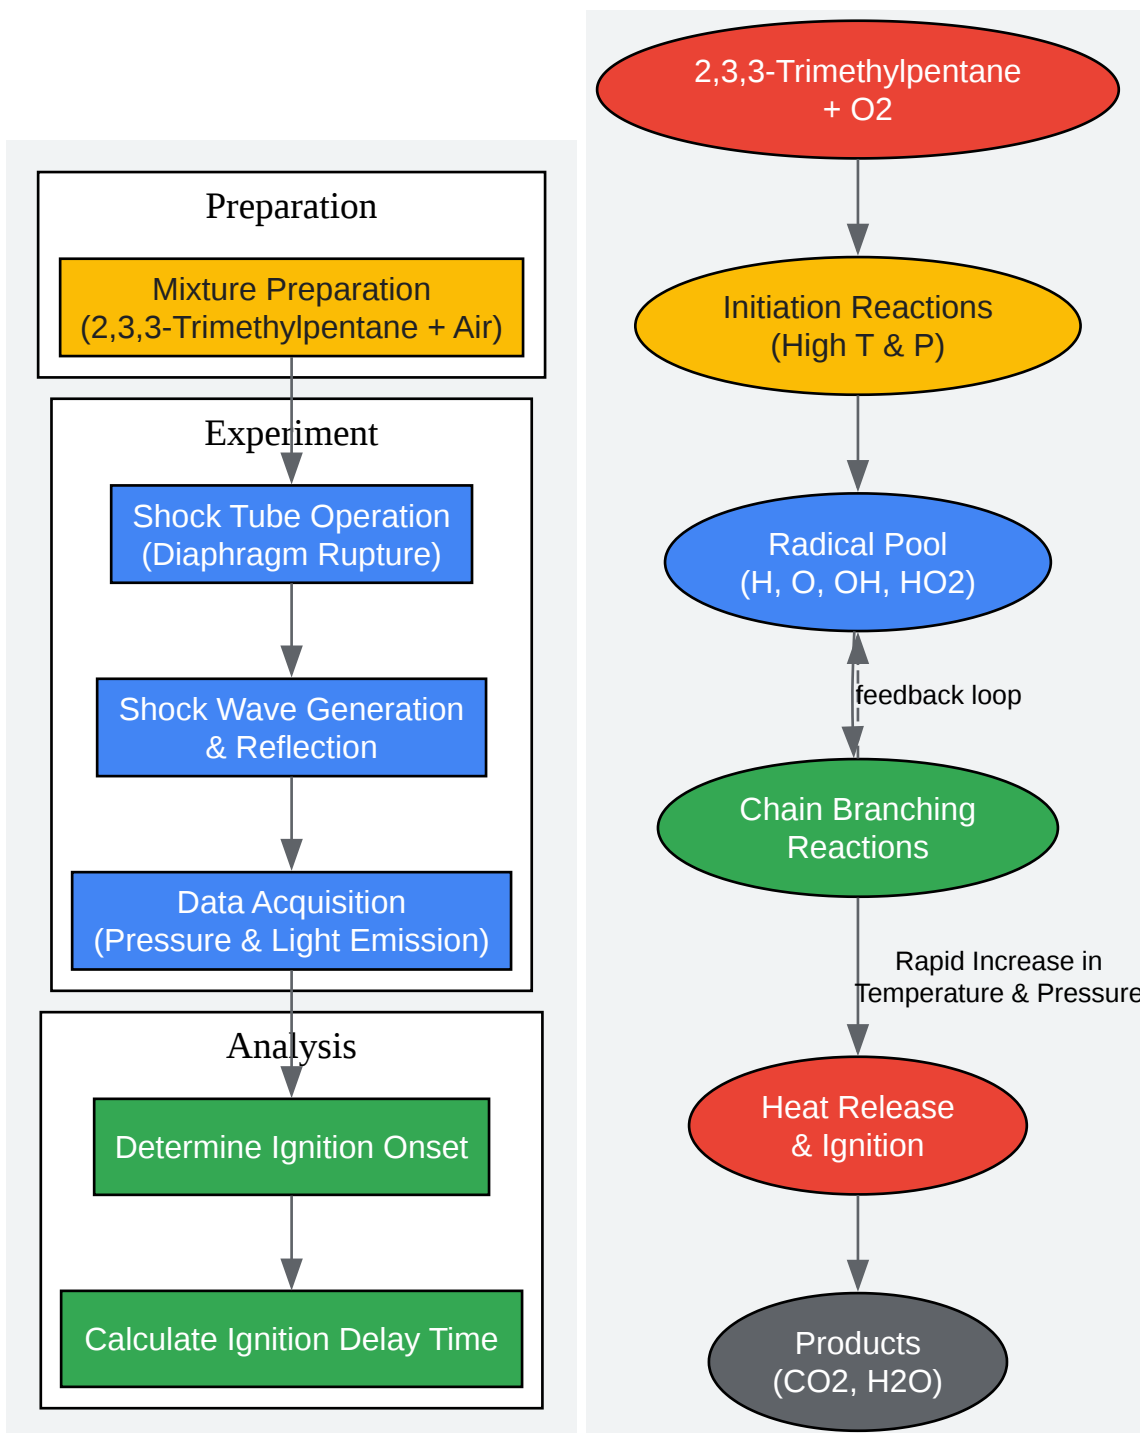 Preparation
Mixture Preparation
(2,3,3-Trimethylpentane + Air)
Experiment
Shock Tube Operation
(Diaphragm Rupture)
Shock Wave Generation
& Reflection
Data Acquisition
(Pressure & Light Emission)
Analysis
Determine Ignition Onset
Calculate Ignition Delay Time
2,3,3-Trimethylpentane
+ O2
Initiation Reactions
(High T & P)
Radical Pool
(H, O, OH, HO2)
feedback loop
Chain Branching
Reactions
Rapid Increase in
Temperature & Pressure
Heat Release
& Ignition
Products
(CO2, H2O)